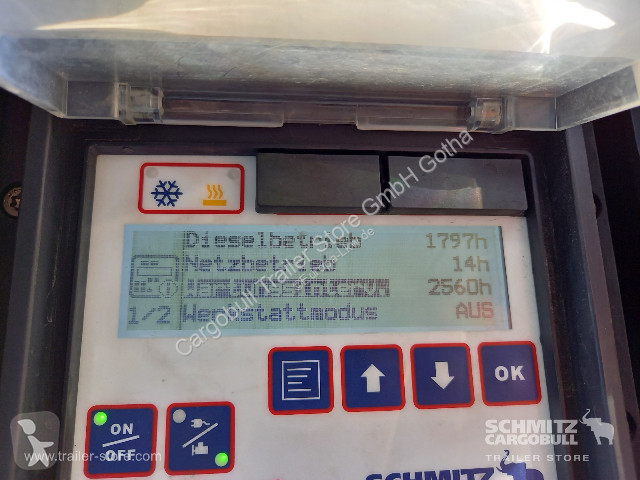 Dieselbetrieb 1797h
Netzbetrieb 14h
2560h
1/2 Werkstattmodus AUS
OK
ON
OFF
SCHMITZ
Cargobull Trailer Store GmbH Gotha
www.trailer-store.com
SCHMITZ
CARGOBULL
TRAILER STORE